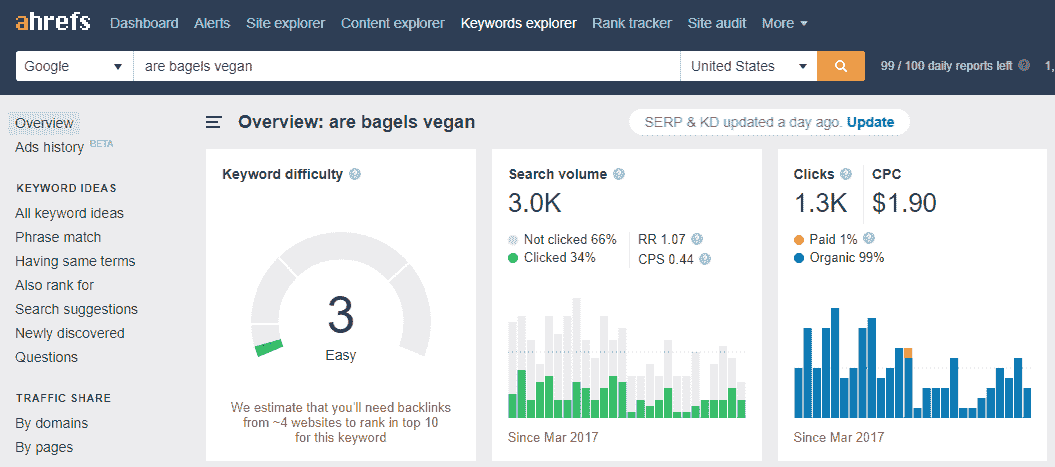 ahrefs Dashboard Alerts Site explorer Content explorer Keywords explorer Rank tracker Site audit More
Google are bagels vegan United States 99 / 100 daily reports left 1,
Overview
Ads history BETA
KEYWORD IDEAS
All keyword ideas
Phrase match
Having same terms
Also rank for
Search suggestions
Newly discovered
Questions
TRAFFIC SHARE
By domains
By pages
Overview: are bagels vegan
SERP & KD updated a day ago. Update
Keyword difficulty
3
Easy
We estimate that you'll need backlinks
from ~4 websites to rank in top 10
for this keyword
Search volume
3.0K
Not clicked 66% RR 1.07
Clicked 34% CPS 0.44
Since Mar 2017
Clicks CPC
1.3K $1.90
Paid 1%
Organic 99%
Since Mar 2017